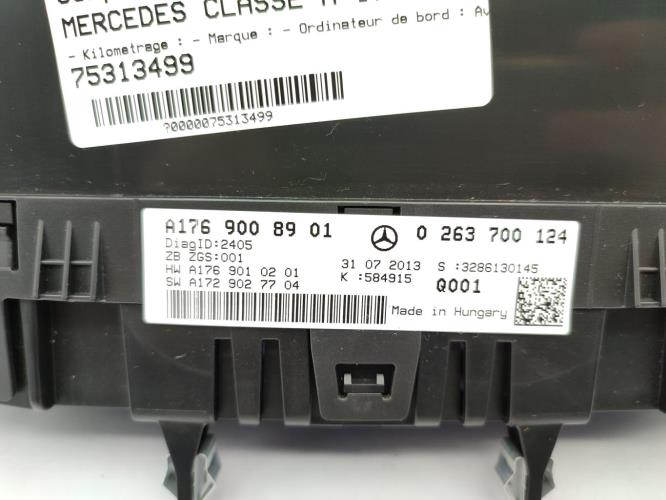 MERCEDES CLASSE
- Kilometrage : - Marque : - Ordinateur de bord : Av
75313499
?0000075313499
A176 900 89 01 0 263 700 124
DiagID:2405
ZB ZGS:001 31 07 2013 S :3286130145
HW A176 901 02 01 K :584915 Q001
SW A172 902 77 04
Made in Hungary